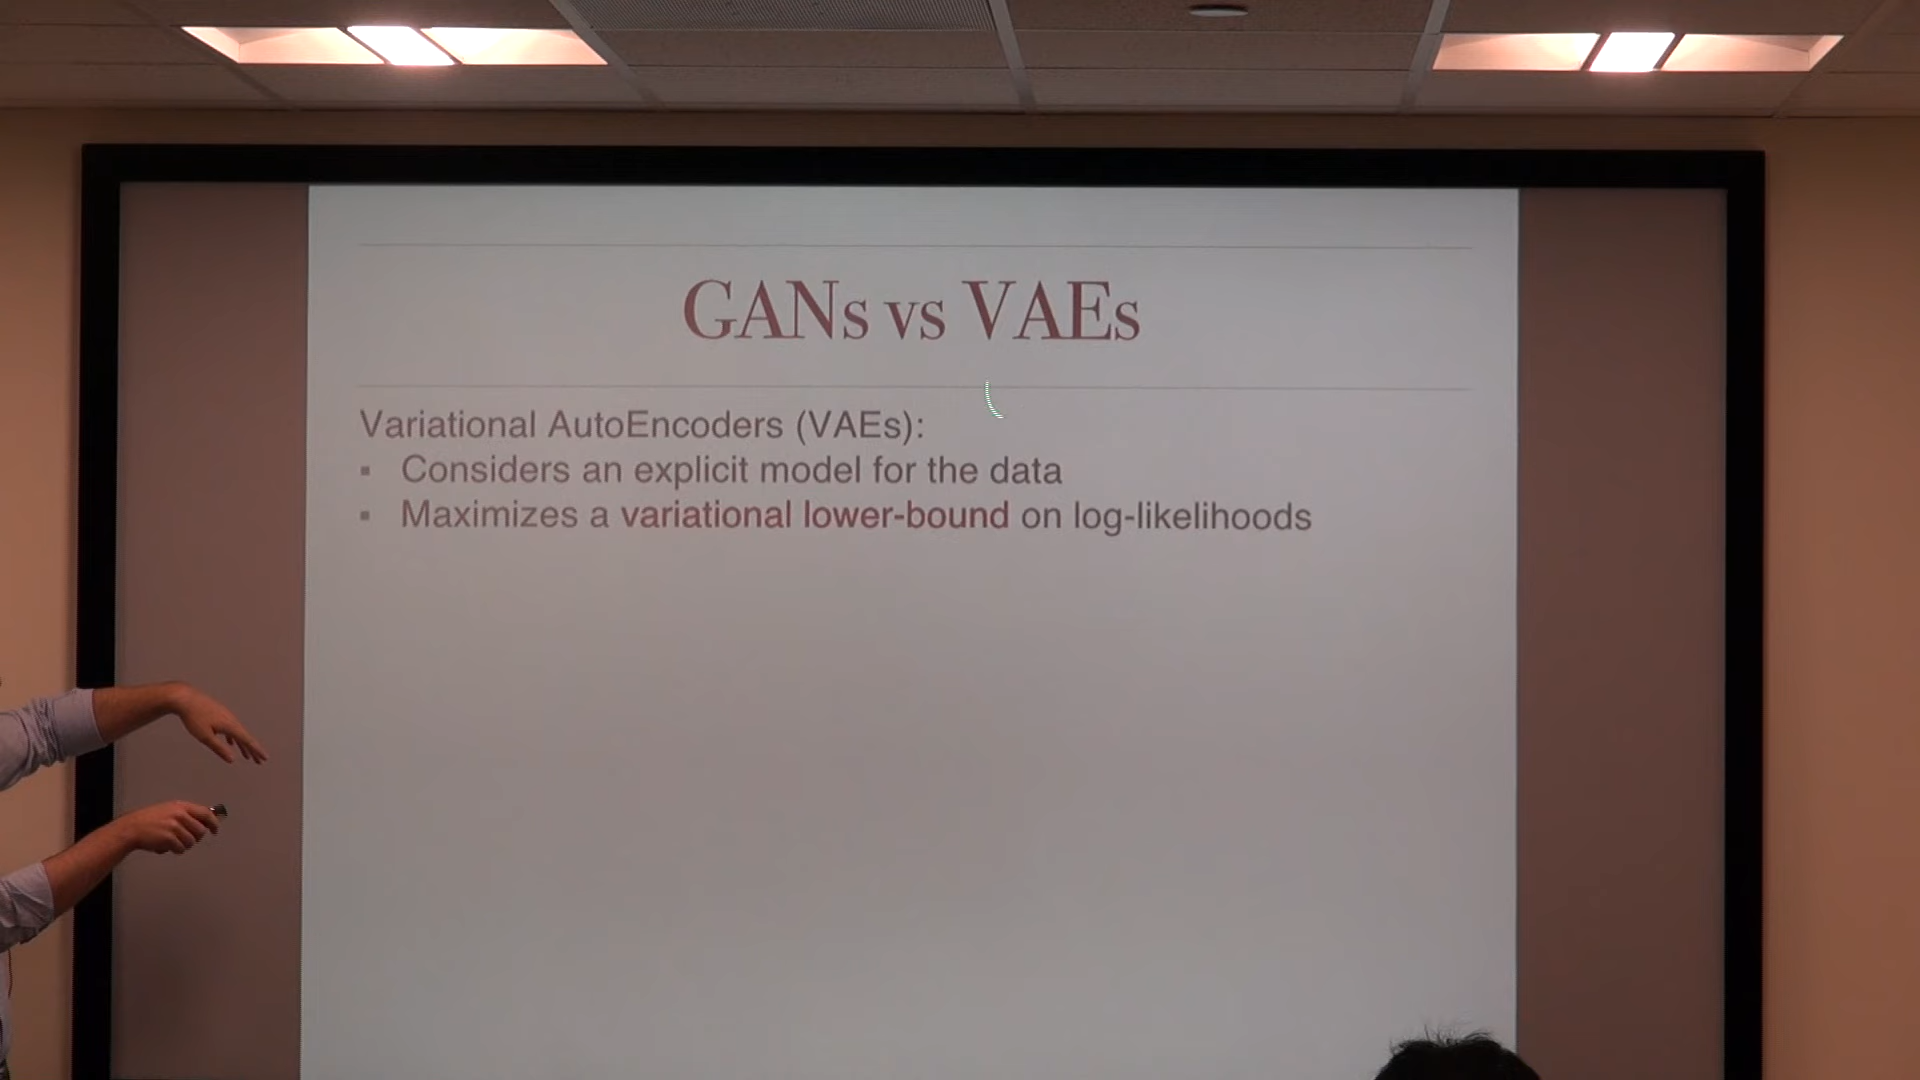 GANs vs VAEs
Variational AutoEncoders (VAEs):
▪ Considers an explicit model for the data
▪ Maximizes a variational lower-bound on log-likelihoods